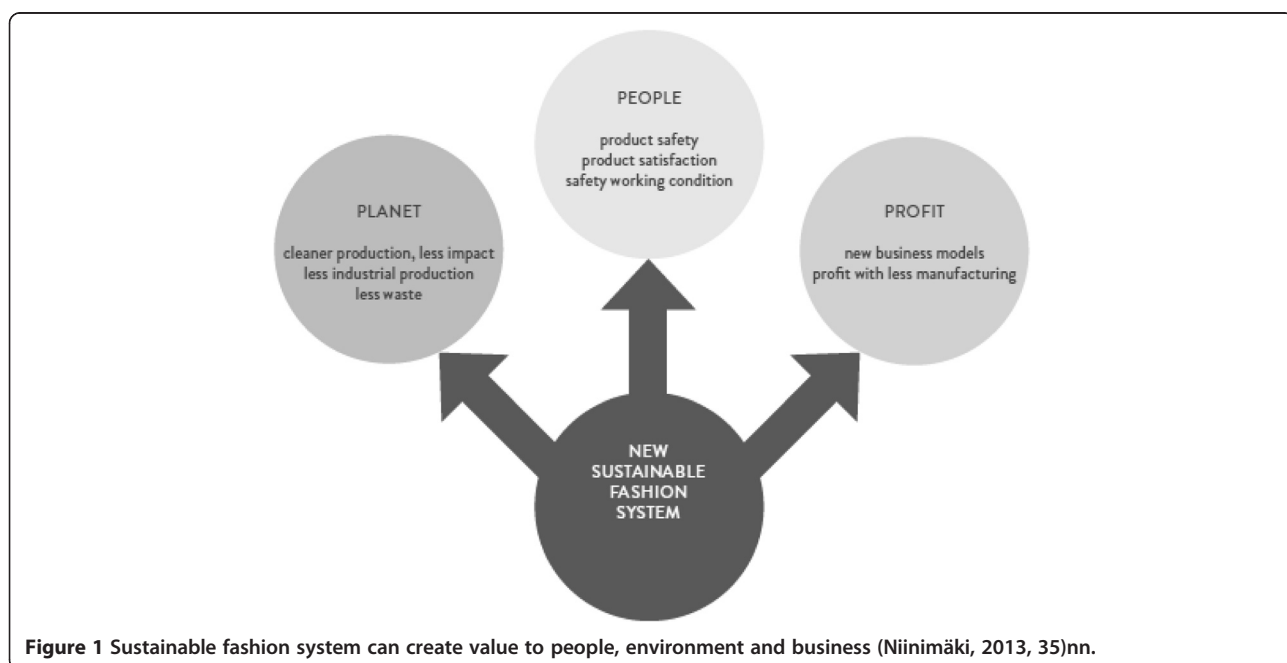 PEOPLE
product safety
product satisfaction
safety working condition
PLANET
cleaner production, less impact
less industrial production
less waste
PROFIT
new business models
profit with less manufacturing
NEW
SUSTAINABLE
FASHION
SYSTEM
Figure 1 Sustainable fashion system can create value to people, environment and business (Niinimäki, 2013, 35)nn.